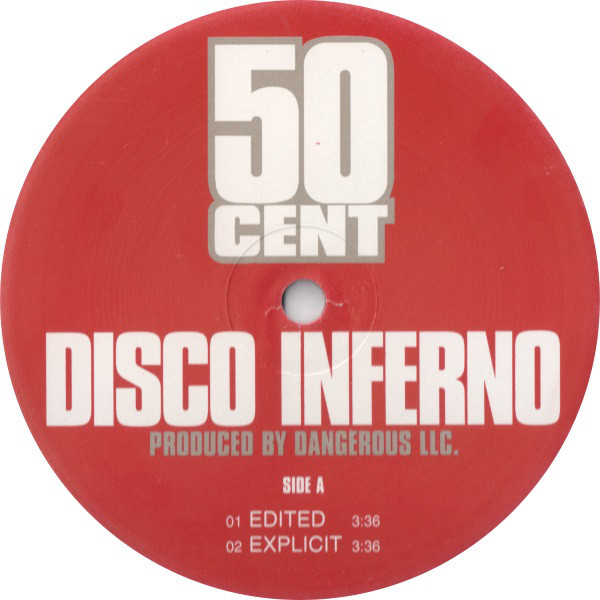 50
CENT
DISCO INFERNO
PRODUCED BY DANGEROUS LLC.
SIDE A
01 EDITED 3:36
02 EXPLICIT 3:36